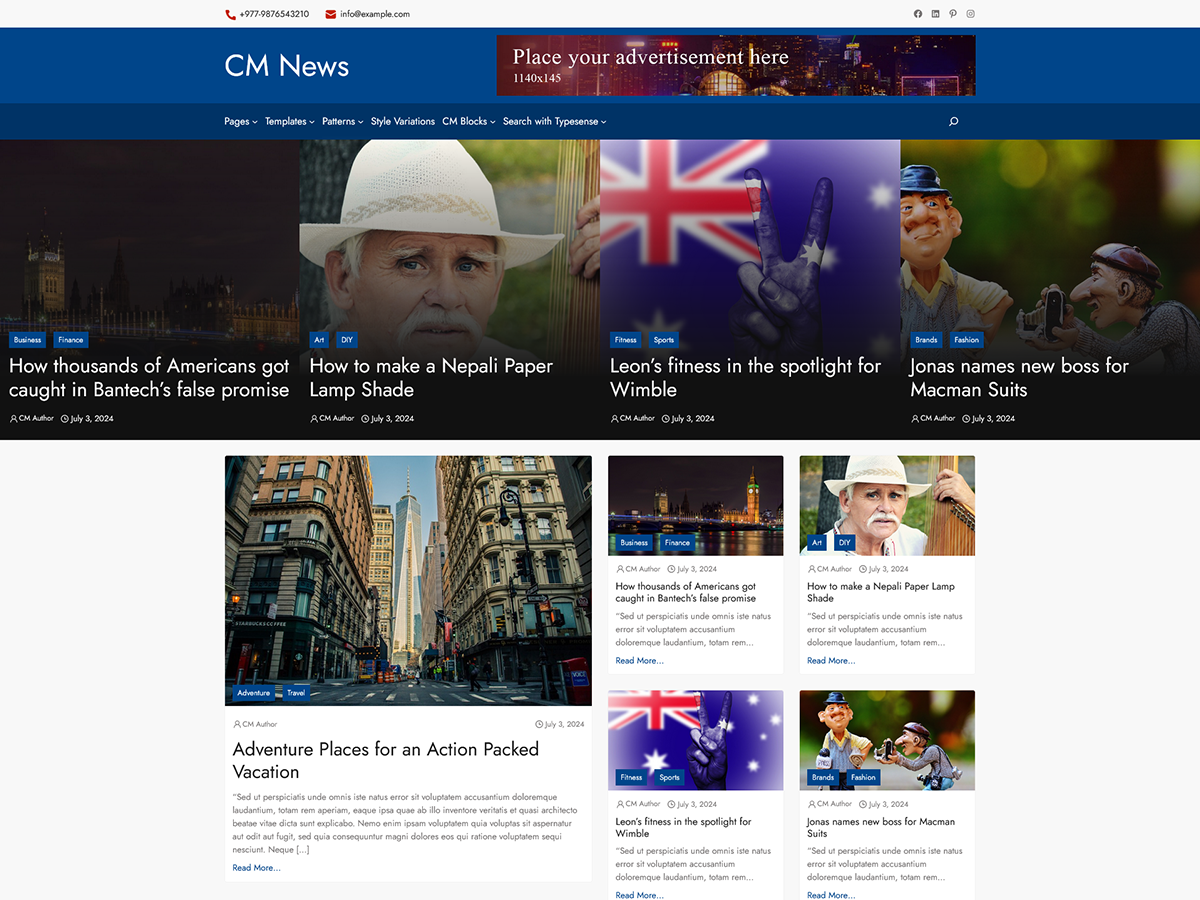 +977-9876543210 info@example.com
CM News
Place your advertisement here
1140x145
Pages Templates Patterns Style Variations CM Blocks Search with Typesense
Business Finance
How thousands of Americans got
caught in Bantech's false promise
CM Author July 3, 2024
Art DIY
How to make a Nepali Paper
Lamp Shade
CM Author July 3, 2024
Fitness Sports
Leon's fitness in the spotlight for
Wimble
CM Author July 3, 2024
Brands Fashion
Jonas names new boss for
Macman Suits
CM Author July 3, 2024
STARBUCKS COFFEE
Adventure Travel
CM Author July 3, 2024
Adventure Places for an Action Packed
Vacation
“Sed ut perspiciatis unde omnis iste natus error sit voluptatem accusantium doloremque
laudantium, totam rem aperiam, eaque ipsa quae ab illo inventore veritatis et quasi architecto
beatae vitae dicta sunt explicabo. Nemo enim ipsam voluptatem quia voluptas sit aspernatur
aut odit aut fugit, sed quia consequuntur magni dolores eos qui ratione voluptatem sequi
nesciunt. Neque [...]
Read More...
Business Finance
CM Author July 3, 2024
How thousands of Americans got
caught in Bantech's false promise
“Sed ut perspiciatis unde omnis iste natus
error sit voluptatem accusantium
doloremque laudantium, totam rem...
Read More...
Art DIY
CM Author July 3, 2024
How to make a Nepali Paper Lamp
Shade
“Sed ut perspiciatis unde omnis iste natus
error sit voluptatem accusantium
doloremque laudantium, totam rem...
Read More...
Fitness Sports
CM Author July 3, 2024
Leon's fitness in the spotlight for
Wimble
“Sed ut perspiciatis unde omnis iste natus
error sit voluptatem accusantium
doloremque laudantium, totam rem...
Read More...
PRESS
Brands Fashion
CM Author July 3, 2024
Jonas names new boss for Macman
Suits
“Sed ut perspiciatis unde omnis iste natus
error sit voluptatem accusantium
doloremque laudantium, totam rem...
Read More...